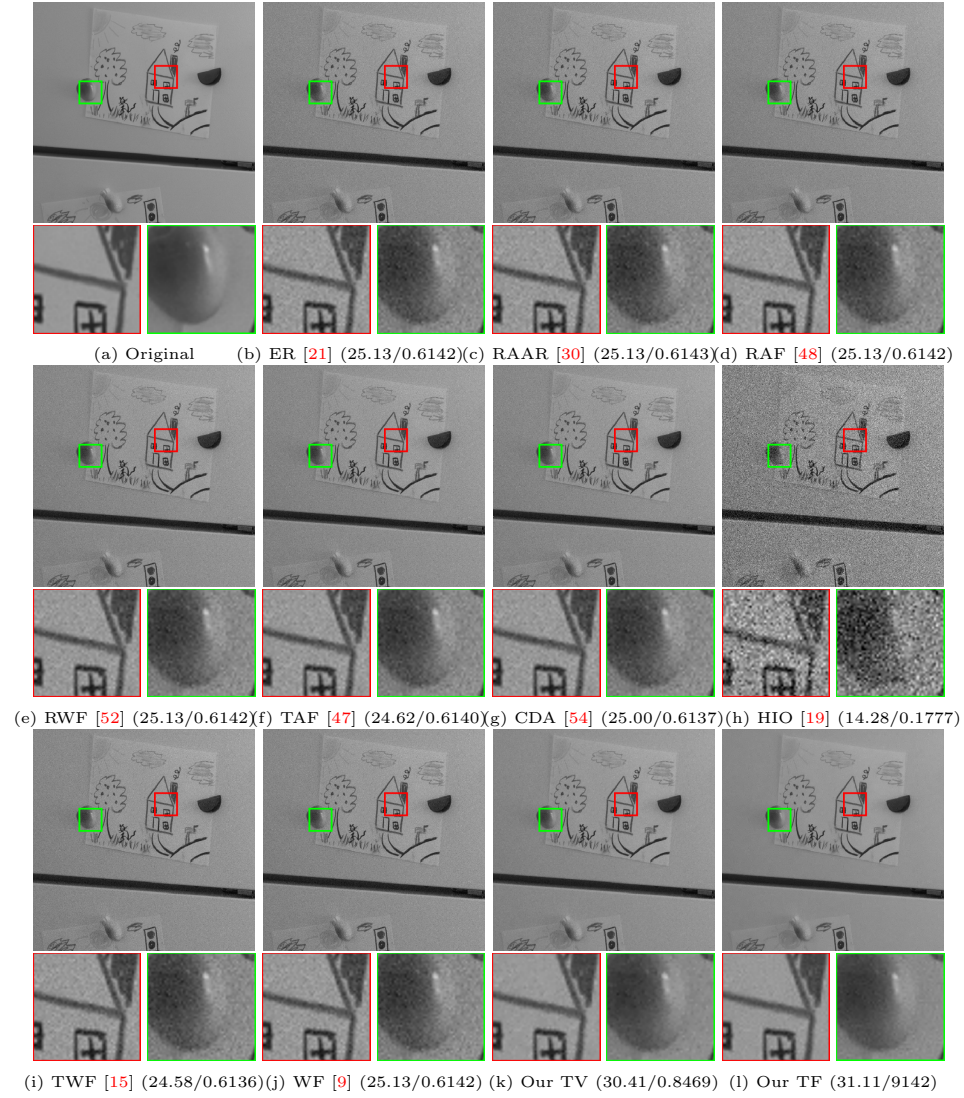 (a) Original (b) ER [21] (25.13/0.6142)(c) RAAR [30] (25.13/0.6143)(d) RAF [48] (25.13/0.6142)
(e) RWF [52] (25.13/0.6142)(f) TAF [47] (24.62/0.6140)(g) CDA [54] (25.00/0.6137)(h) HIO [19] (14.28/0.1777)
(i) TWF [15] (24.58/0.6136)(j) WF [9] (25.13/0.6142) (k) Our TV (30.41/0.8469) (l) Our TF (31.11/9142)